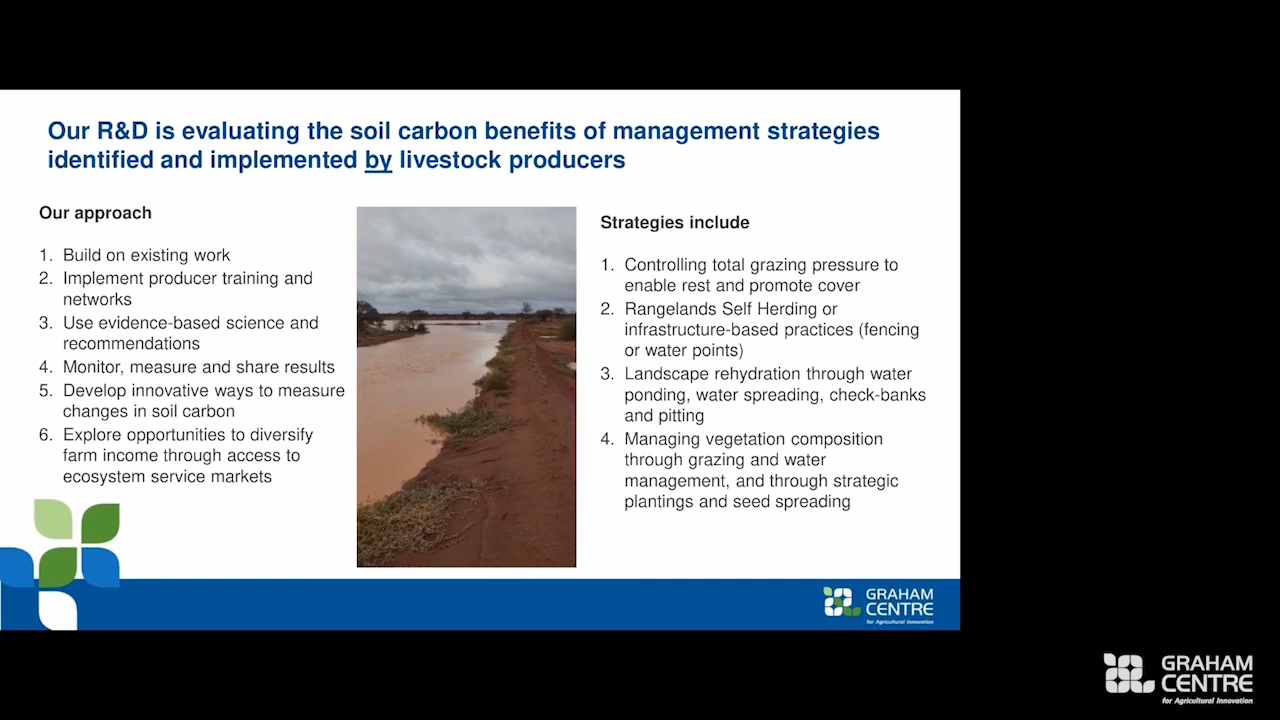 Our R&D is evaluating the soil carbon benefits of management strategies
identified and implemented by livestock producers
Our approach
1. Build on existing work
2. Implement producer training and
networks
3. Use evidence-based science and
recommendations
4. Monitor, measure and share results
5. Develop innovative ways to measure
changes in soil carbon
6. Explore opportunities to diversify
farm income through access to
ecosystem service markets
Strategies include
1. Controlling total grazing pressure to
enable rest and promote cover
2. Rangelands Self Herding or
infrastructure-based practices (fencing
or water points)
3. Landscape rehydration through water
ponding, water spreading, check-banks
and pitting
4. Managing vegetation composition
through grazing and water
management, and through strategic
plantings and seed spreading
GRAHAM
CENTRE
for Agricultural Innovation
GRAHAM
CENTRE
for Agricultural Innovation